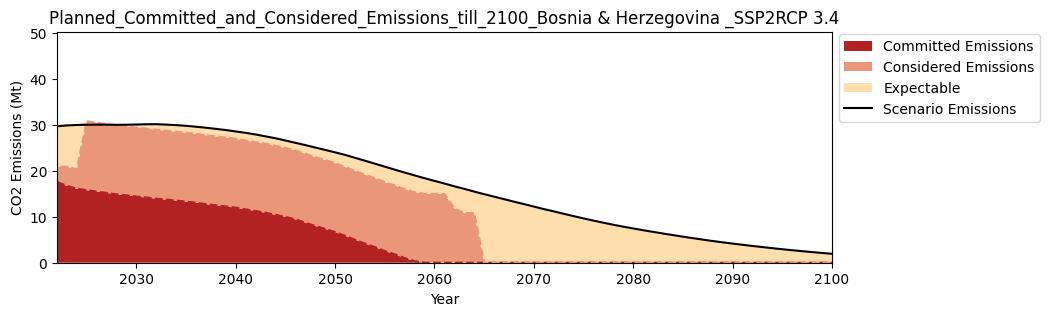 Planned_Committed_and_Considered_Emissions_till_2100_Bosnia & Herzegovina _SSP2RCP 3.4
50
40
30
20
10
0
CO2 Emissions (Mt)
2030 2040 2050 2060 2070 2080 2090 2100
Year
Committed Emissions
Considered Emissions
Expectable
Scenario Emissions